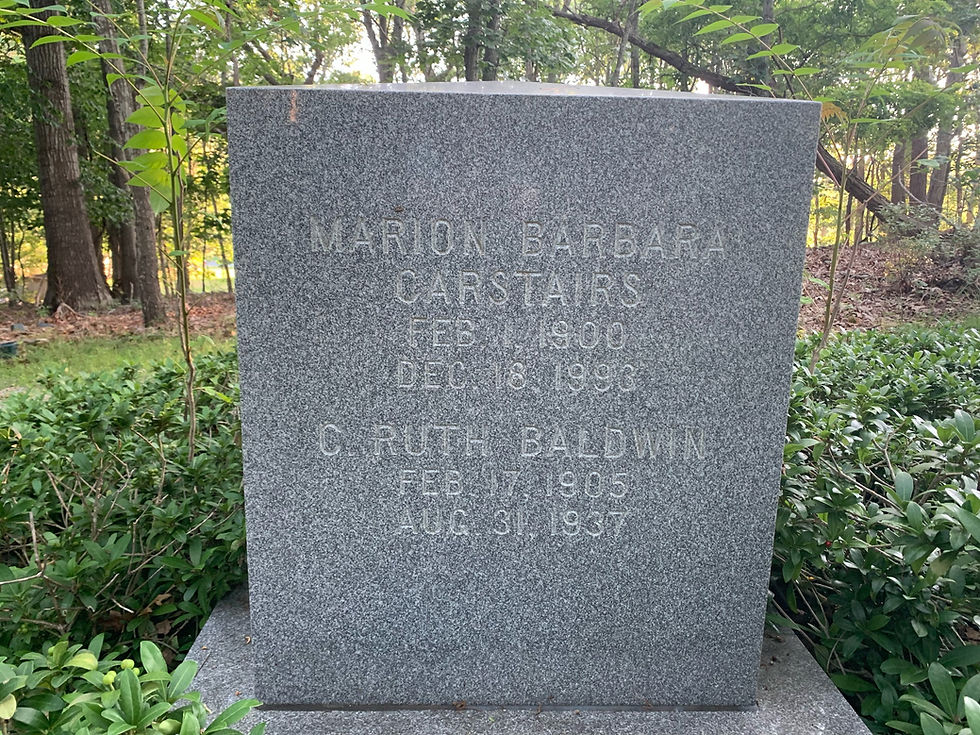 MARION BARBARA
CARSTAIRS
FEB. 1, 1900
DEC. 18, 1993
C. RUTH BALDWIN
FEB. 17, 1905
AUG. 31, 1937